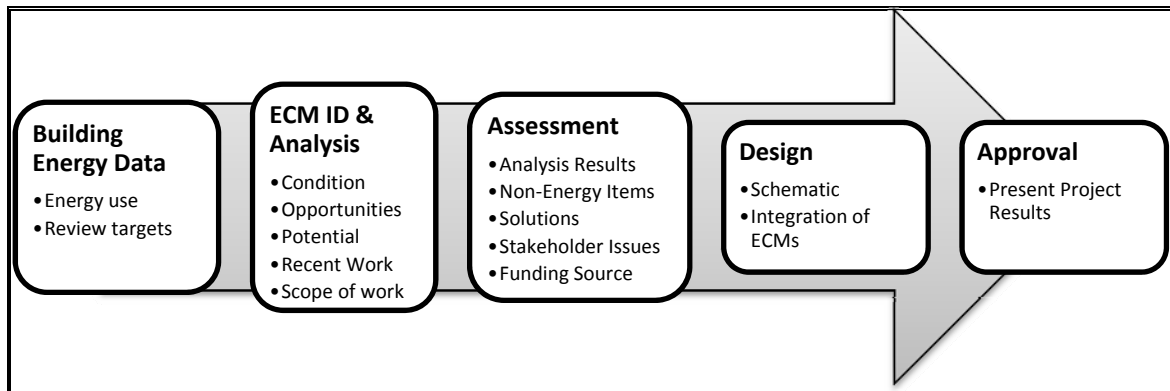 Building
Energy Data
•Energy use
•Review targets
ECM ID &
Analysis
•Condition
•Opportunities
•Potential
•Recent Work
•Scope of work
Assessment
•Analysis Results
•Non-Energy Items
•Solutions
•Stakeholder Issues
•Funding Source
Design
•Schematic
•Integration of
ECMs
Approval
•Present Project
Results